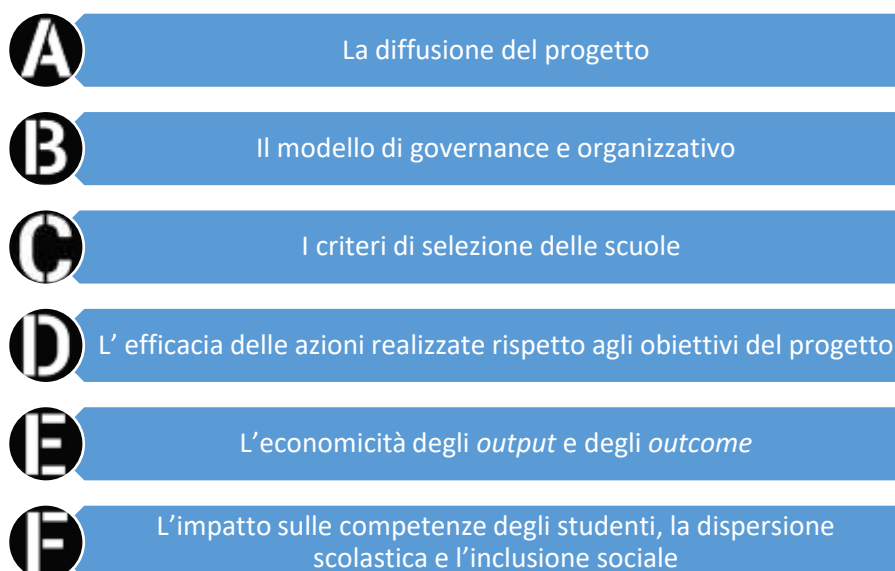 A
La diffusione del progetto
B
Il modello di governance e organizzativo
C
I criteri di selezione delle scuole
D
L’ efficacia delle azioni realizzate rispetto agli obiettivi del progetto
E
L’economicità degli output e degli outcome
F
L’impatto sulle competenze degli studenti, la dispersione
scolastica e l’inclusione sociale